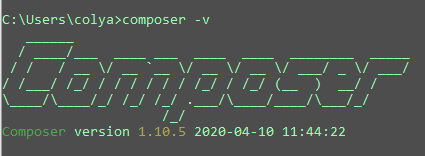 C:\Users\colya>composer -v
Composer
Composer version 1.10.5 2020-04-10 11:44:22